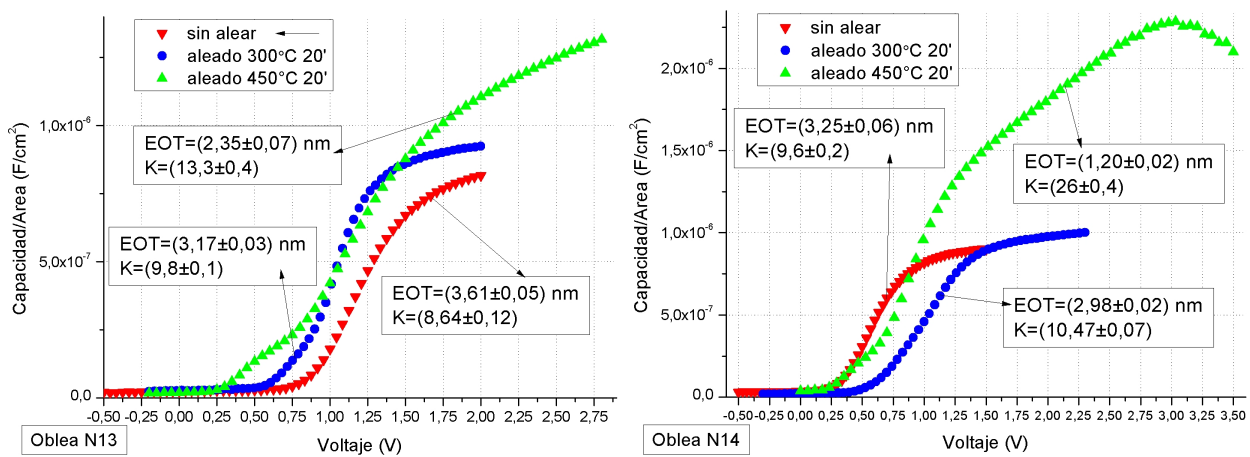 sin alear
aleado 300°C 20'
aleado 450°C 20'
Capacidad/Area (F/cm²)
1,0x10⁻⁶
5,0x10⁻⁷
0,0
EOT=(2,35±0,07) nm
K=(13,3±0,4)
EOT=(3,17±0,03) nm
K=(9,8±0,1)
EOT=(3,61±0,05) nm
K=(8,64±0,12)
-0,50 -0,25 0,00 0,25 0,50 0,75 1,00 1,25 1,50 1,75 2,00 2,25 2,50 2,75
Oblea N13
Voltaje (V)
sin alear
aleado 300°C 20'
aleado 450°C 20'
Capacidad/Area (F/cm²)
2,0x10⁻⁶
1,5x10⁻⁶
1,0x10⁻⁶
5,0x10⁻⁷
0,0
EOT=(3,25±0,06) nm
K=(9,6±0,2)
EOT=(1,20±0,02) nm
K=(26±0,4)
EOT=(2,98±0,02) nm
K=(10,47±0,07)
-0,50 -0,25 0,00 0,25 0,50 0,75 1,00 1,25 1,50 1,75 2,00 2,25 2,50 2,75 3,00 3,25 3,50
Oblea N14
Voltaje (V)